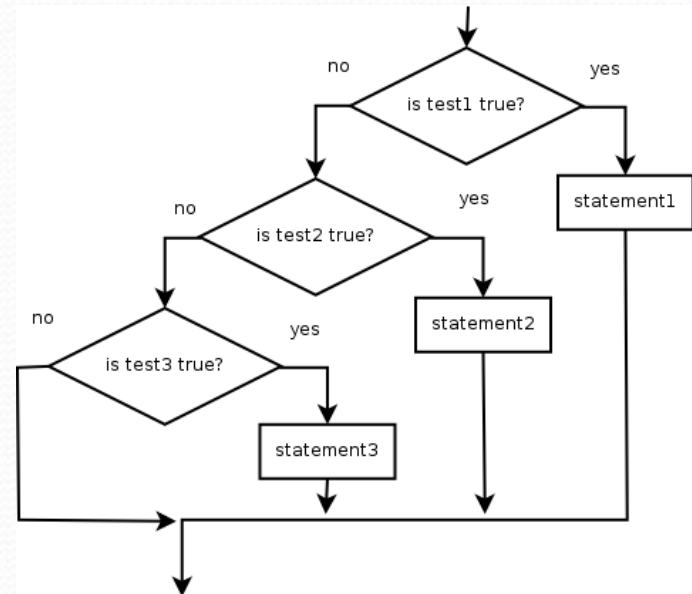 no
yes
is test1 true?
statement1
no
yes
is test2 true?
statement2
no
yes
is test3 true?
statement3